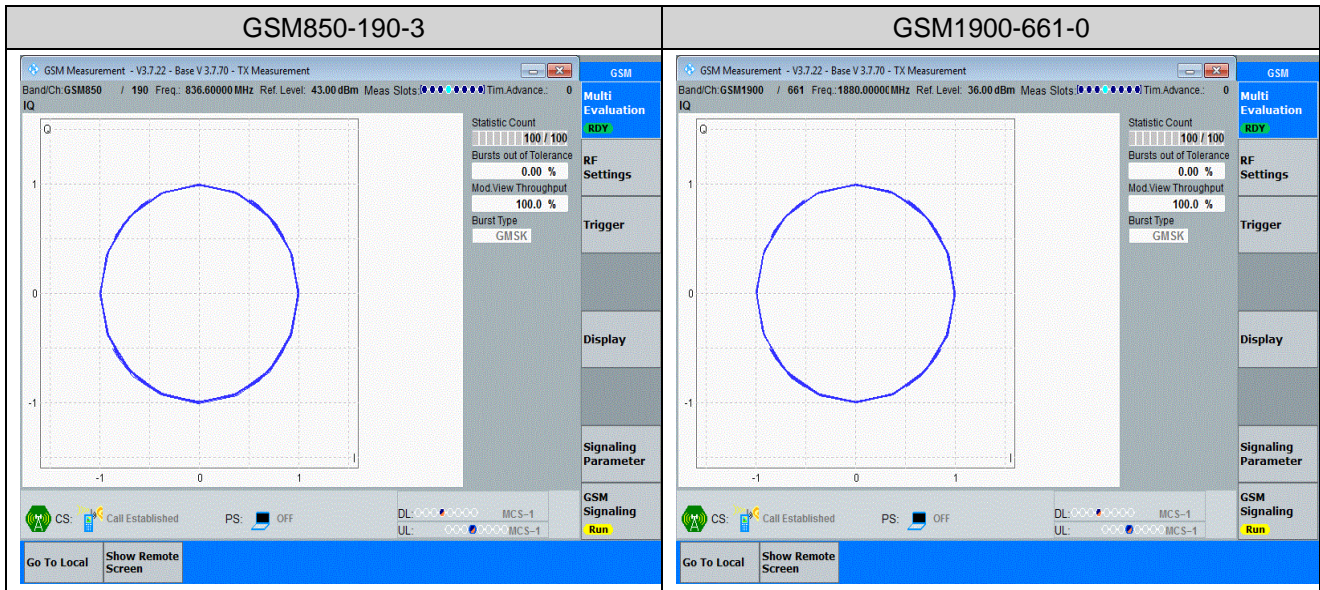 GSM850-190-3
GSM1900-661-0
GSM Measurement - V3.7.22 - Base V 3.7.70 - TX Measurement
GSM
Band/Ch:GSM850 / 190 Freq.: 836.60000 MHz Ref. Level: 43.00 dBm Meas Slots: Tim.Advance.: 0
IQ
Multi
Evaluation
RDY
Q
Statistic Count
100 / 100
Bursts out of Tolerance
0.00 %
Mod.View Throughput
100.0 %
Burst Type
GMSK
RF
Settings
Trigger
Display
Signaling
Parameter
GSM
Signaling
Run
1
0
-1
-1 0 1
I
CS: Call Established PS: OFF
DL: MCS-1
UL: MCS-1
Go To Local
Show Remote
Screen
GSM Measurement - V3.7.22 - Base V 3.7.70 - TX Measurement
GSM
Band/Ch:GSM1900 / 661 Freq.:1880.00000 MHz Ref. Level: 36.00 dBm Meas Slots: Tim.Advance.: 0
IQ
Multi
Evaluation
RDY
Q
Statistic Count
100 / 100
Bursts out of Tolerance
0.00 %
Mod.View Throughput
100.0 %
Burst Type
GMSK
RF
Settings
Trigger
Display
Signaling
Parameter
GSM
Signaling
Run
1
0
-1
-1 0 1
I
CS: Call Established PS: OFF
DL: MCS-1
UL: MCS-1
Go To Local
Show Remote
Screen